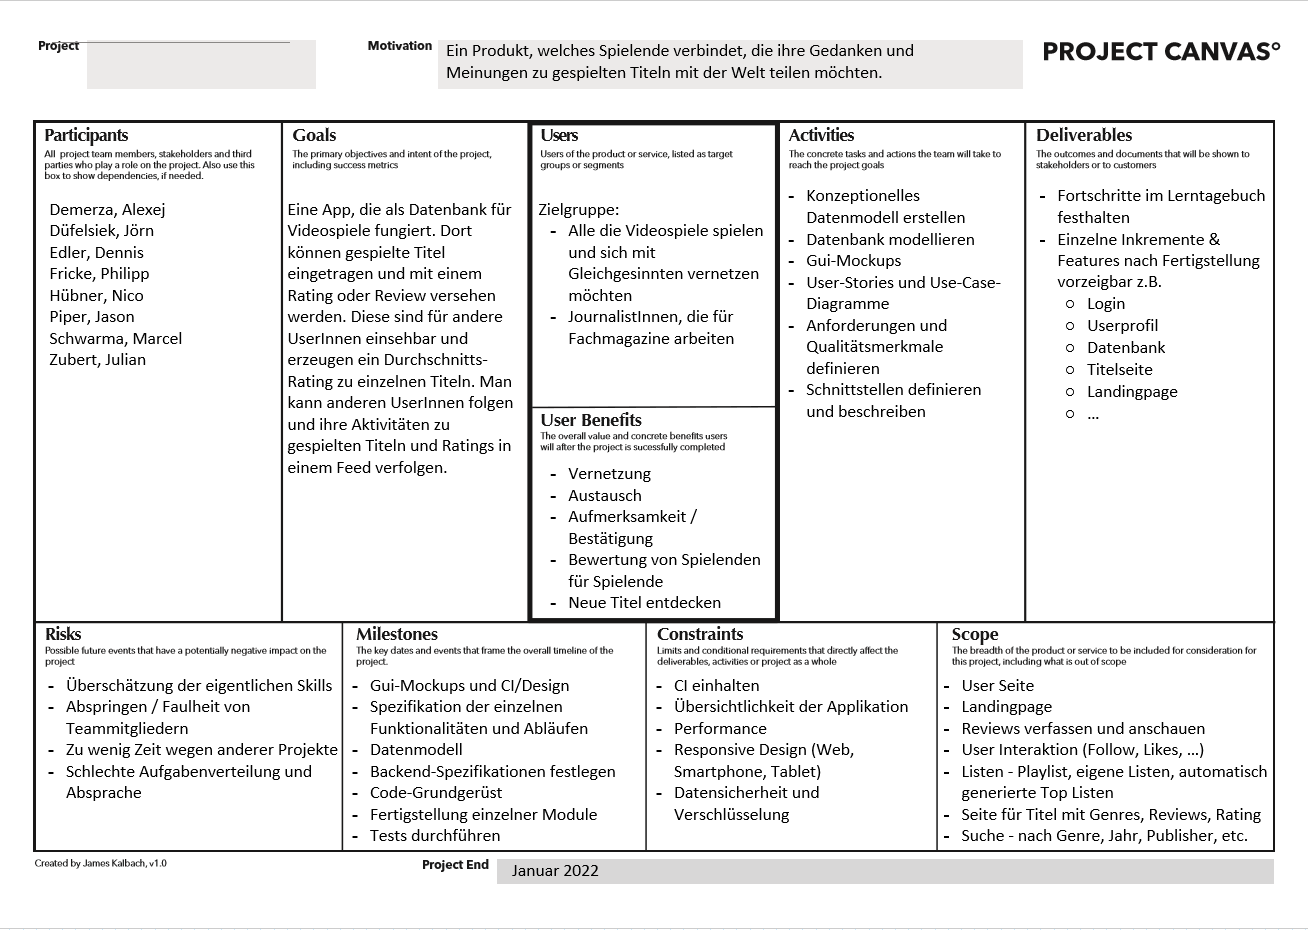 Project
Motivation
Ein Produkt, welches Spielende verbindet, die ihre Gedanken und
Meinungen zu gespielten Titeln mit der Welt teilen möchten.
PROJECT CANVAS°
Participants
All project team members, stakeholders and third
parties who play a role on the project. Also use this
box to show dependencies, if needed.
Demerza, Alexej
Düfelsiek, Jörn
Edler, Dennis
Fricke, Philipp
Hübner, Nico
Piper, Jason
Schwarma, Marcel
Zubert, Julian
Goals
The primary objectives and intent of the project,
including success metrics
Eine App, die als Datenbank für
Videospiele fungiert. Dort
können gespielte Titel
eingetragen und mit einem
Rating oder Review versehen
werden. Diese sind für andere
UserInnen einsehbar und
erzeugen ein Durchschnitts-
Rating zu einzelnen Titeln. Man
kann anderen UserInnen folgen
und ihre Aktivitäten zu
gespielten Titeln und Ratings in
einem Feed verfolgen.
Users
Users of the product or service, listed as target
groups or segments
Zielgruppe:
- Alle die Videospiele spielen
und sich mit
Gleichgesinnten vernetzen
möchten
- JournalistInnen, die für
Fachmagazine arbeiten
User Benefits
The overall value and concrete benefits users
will after the project is sucessfully completed
- Vernetzung
- Austausch
- Aufmerksamkeit /
Bestätigung
- Bewertung von Spielenden
für Spielende
- Neue Titel entdecken
Activities
The concrete tasks and actions the team will take to
reach the project goals
- Konzeptionelles
Datenmodell erstellen
- Datenbank modellieren
- Gui-Mockups
- User-Stories und Use-Case-
Diagramme
- Anforderungen und
Qualitätsmerkmale
definieren
- Schnittstellen definieren
und beschreiben
Deliverables
The outcomes and documents that will be shown to
stakeholders or to customers
- Fortschritte im Lerntagebuch
festhalten
- Einzelne Inkremente &
Features nach Fertigstellung
vorzeigbar z.B.
○ Login
○ Userprofil
○ Datenbank
○ Titelseite
○ Landingpage
○ ...
Risks
Possible future events that have a potentially negative impact on the
project
- Überschätzung der eigentlichen Skills
- Abspringen / Faulheit von
Teammitgliedern
- Zu wenig Zeit wegen anderer Projekte
- Schlechte Aufgabenverteilung und
Absprache
Milestones
The key dates and events that frame the overall timeline of the
project.
- Gui-Mockups und CI/Design
- Spezifikation der einzelnen
Funktionalitäten und Abläufen
- Datenmodell
- Backend-Spezifikationen festlegen
- Code-Grundgerüst
- Fertigstellung einzelner Module
- Tests durchführen
Constraints
Limits and conditional requirements that directly affect the
deliverables, activities or project as a whole
- CI einhalten
- Übersichtlichkeit der Applikation
- Performance
- Responsive Design (Web,
Smartphone, Tablet)
- Datensicherheit und
Verschlüsselung
Scope
The breadth of the product or service to be included for consideration for
this project, including what is out of scope
- User Seite
- Landingpage
- Reviews verfassen und anschauen
- User Interaktion (Follow, Likes, ...)
- Listen - Playlist, eigene Listen, automatisch
generierte Top Listen
- Seite für Titel mit Genres, Reviews, Rating
- Suche - nach Genre, Jahr, Publisher, etc.
Created by James Kalbach, v1.0
Project End
Januar 2022